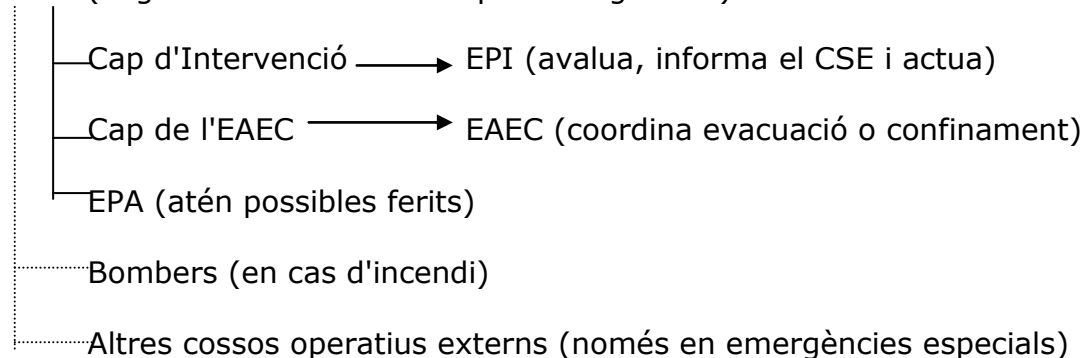 Cap d'Intervenció EPI (avalua, informa el CSE i actua)
Cap de l'EAEC EAEC (coordina evacuació o confinament)
EPA (atén possibles ferits)
Bombers (en cas d'incendi)
Altres cossos operatius externs (només en emergències especials)